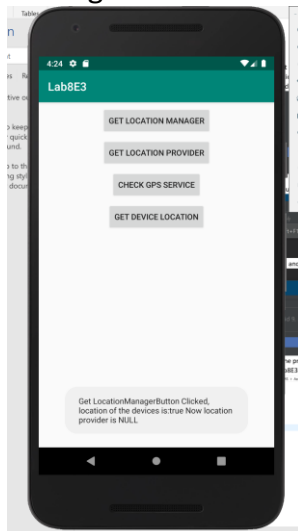 Tables
4:24
Lab8E3
GET LOCATION MANAGER
GET LOCATION PROVIDER
CHECK GPS SERVICE
GET DEVICE LOCATION
Get LocationManagerButton Clicked,
location of the devices is:true Now location
provider is NULL